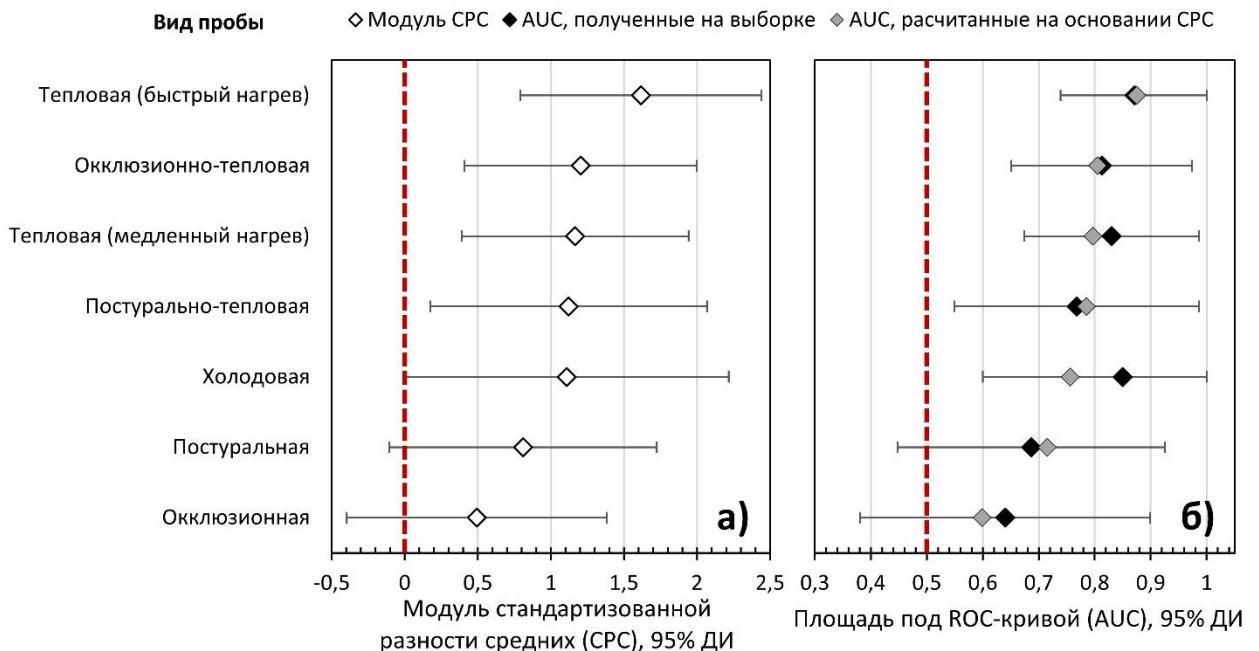 Вид пробы
Модуль СРС
AUC, полученные на выборке
AUC, расчитанные на основании СРС
Тепловая (быстрый нагрев)
Окклюзионно-тепловая
Тепловая (медленный нагрев)
Постурально-тепловая
Холодовая
Постуральная
Окклюзионная
а)
б)
-0,5 0 0,5 1 1,5 2 2,5
0,3 0,4 0,5 0,6 0,7 0,8 0,9 1
Модуль стандартизованной
разности средних (СРС), 95% ДИ
Площадь под ROC-кривой (AUC), 95% ДИ